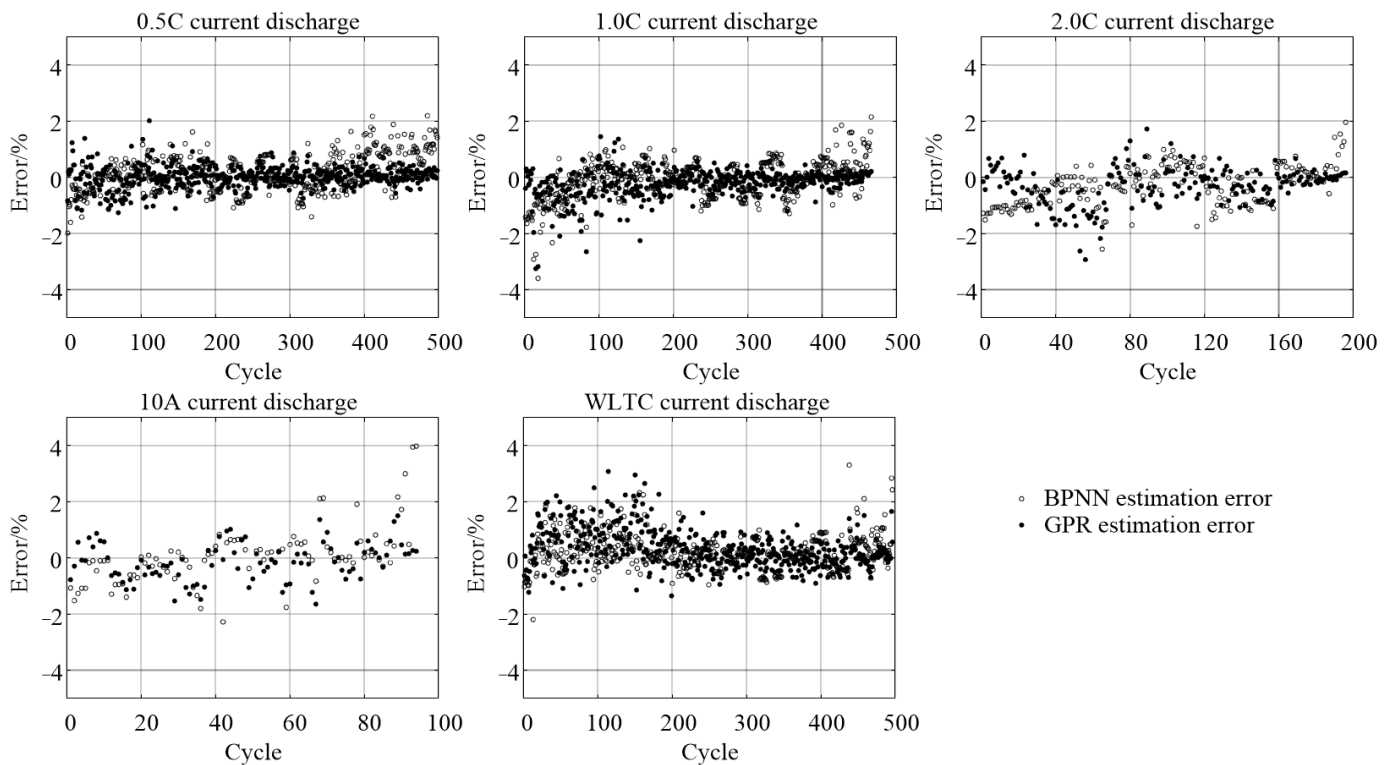 0.5C current discharge
Error/%
4
2
0
–2
–4
0 100 200 300 400 500
Cycle
1.0C current discharge
Error/%
4
2
0
–2
–4
0 100 200 300 400 500
Cycle
2.0C current discharge
Error/%
4
2
0
–2
–4
0 40 80 120 160 200
Cycle
10A current discharge
Error/%
4
2
0
–2
–4
0 20 40 60 80 100
Cycle
WLTC current discharge
Error/%
4
2
0
–2
–4
0 100 200 300 400 500
Cycle
BPNN estimation error
GPR estimation error